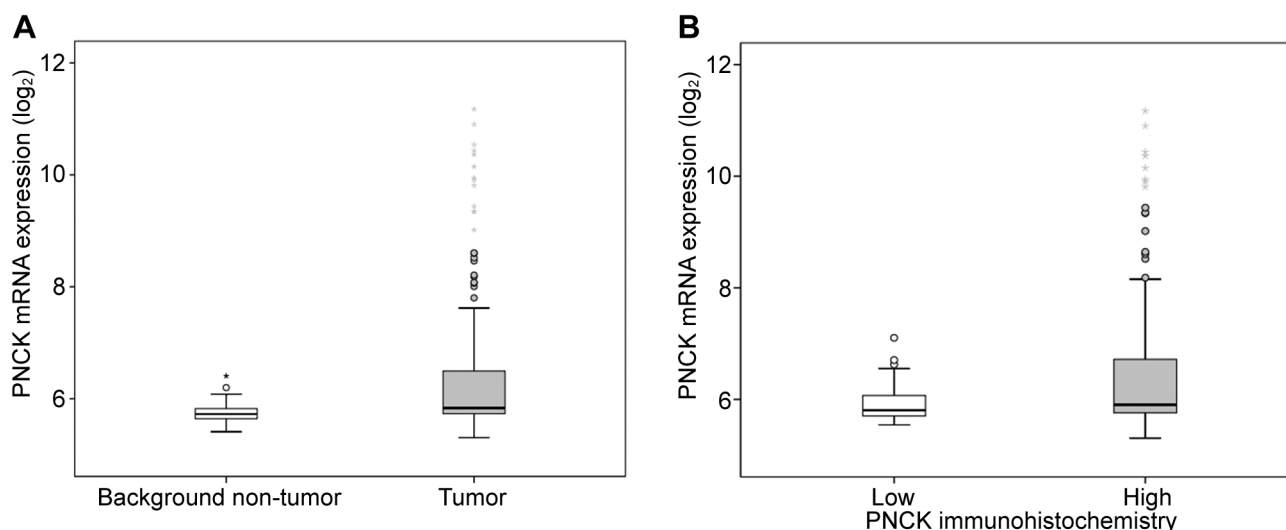 A
PNCK mRNA expression (log₂)
12
10
8
6
Background non-tumor
Tumor
B
PNCK mRNA expression (log₂)
12
10
8
6
Low
High
PNCK immunohistochemistry